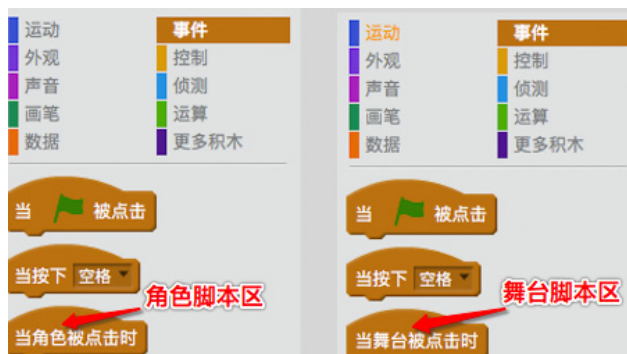 运动 事件
外观 控制
声音 侦测
画笔 运算
数据 更多积木
当 被点击
当按下 空格
角色脚本区
当角色被点击时
运动 事件
外观 控制
声音 侦测
画笔 运算
数据 更多积木
当 被点击
当按下 空格
舞台脚本区
当舞台被点击时